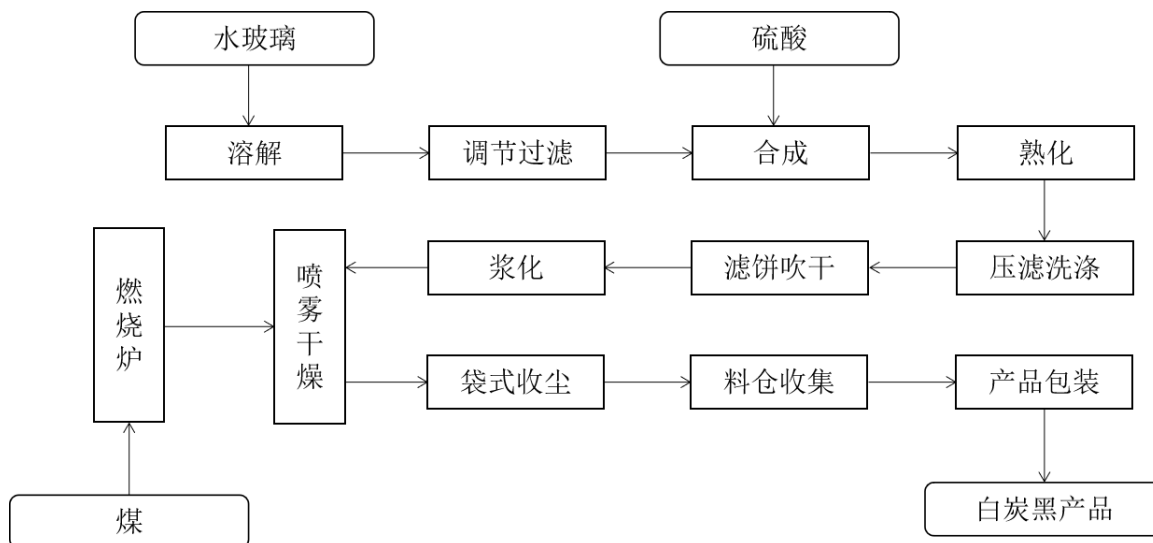 水玻璃
硫酸
溶解
调节过滤
合成
熟化
燃烧炉
喷雾干燥
浆化
滤饼吹干
压滤洗涤
袋式收尘
料仓收集
产品包装
煤
白炭黑产品